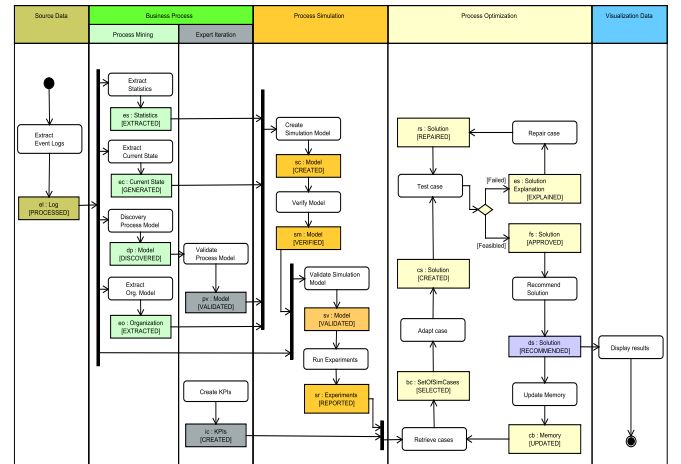 Source Data
Business Process
Process Simulation
Process Optimization
Visualization Data
Process Mining
Expert Iteration
Extract
Event Logs
el : Log
[PROCESSED]
Extract
Statistics
es : Statistics
[EXTRACTED]
Extract
Current State
ec : Current State
[GENERATED]
Discovery
Process Model
dp : Model
[DISCOVERED]
Extract
Org. Model
eo : Organization
[EXTRACTED]
Validate
Process Model
pv : Model
[VALIDATED]
Create KPIs
ic : KPIs
[CREATED]
Create
Simulation Model
sc : Model
[CREATED]
Verify Model
sm : Model
[VERIFIED]
Validate Simulation
Model
sv : Model
[VALIDATED]
Run Experiments
sr : Experiments
[REPORTED]
rs : Solution
[REPAIRED]
Test case
cs : Solution
[CREATED]
Adapt case
bc : SetOfSimCases
[SELECTED]
Retrieve cases
Repair case
[Failed]
es : Solution
Explanation
[EXPLAINED]
[Feasibled]
fs : Solution
[APPROVED]
Recommend
Solution
ds : Solution
[RECOMMENDED]
Update Memory
cb : Memory
[UPDATED]
Display results